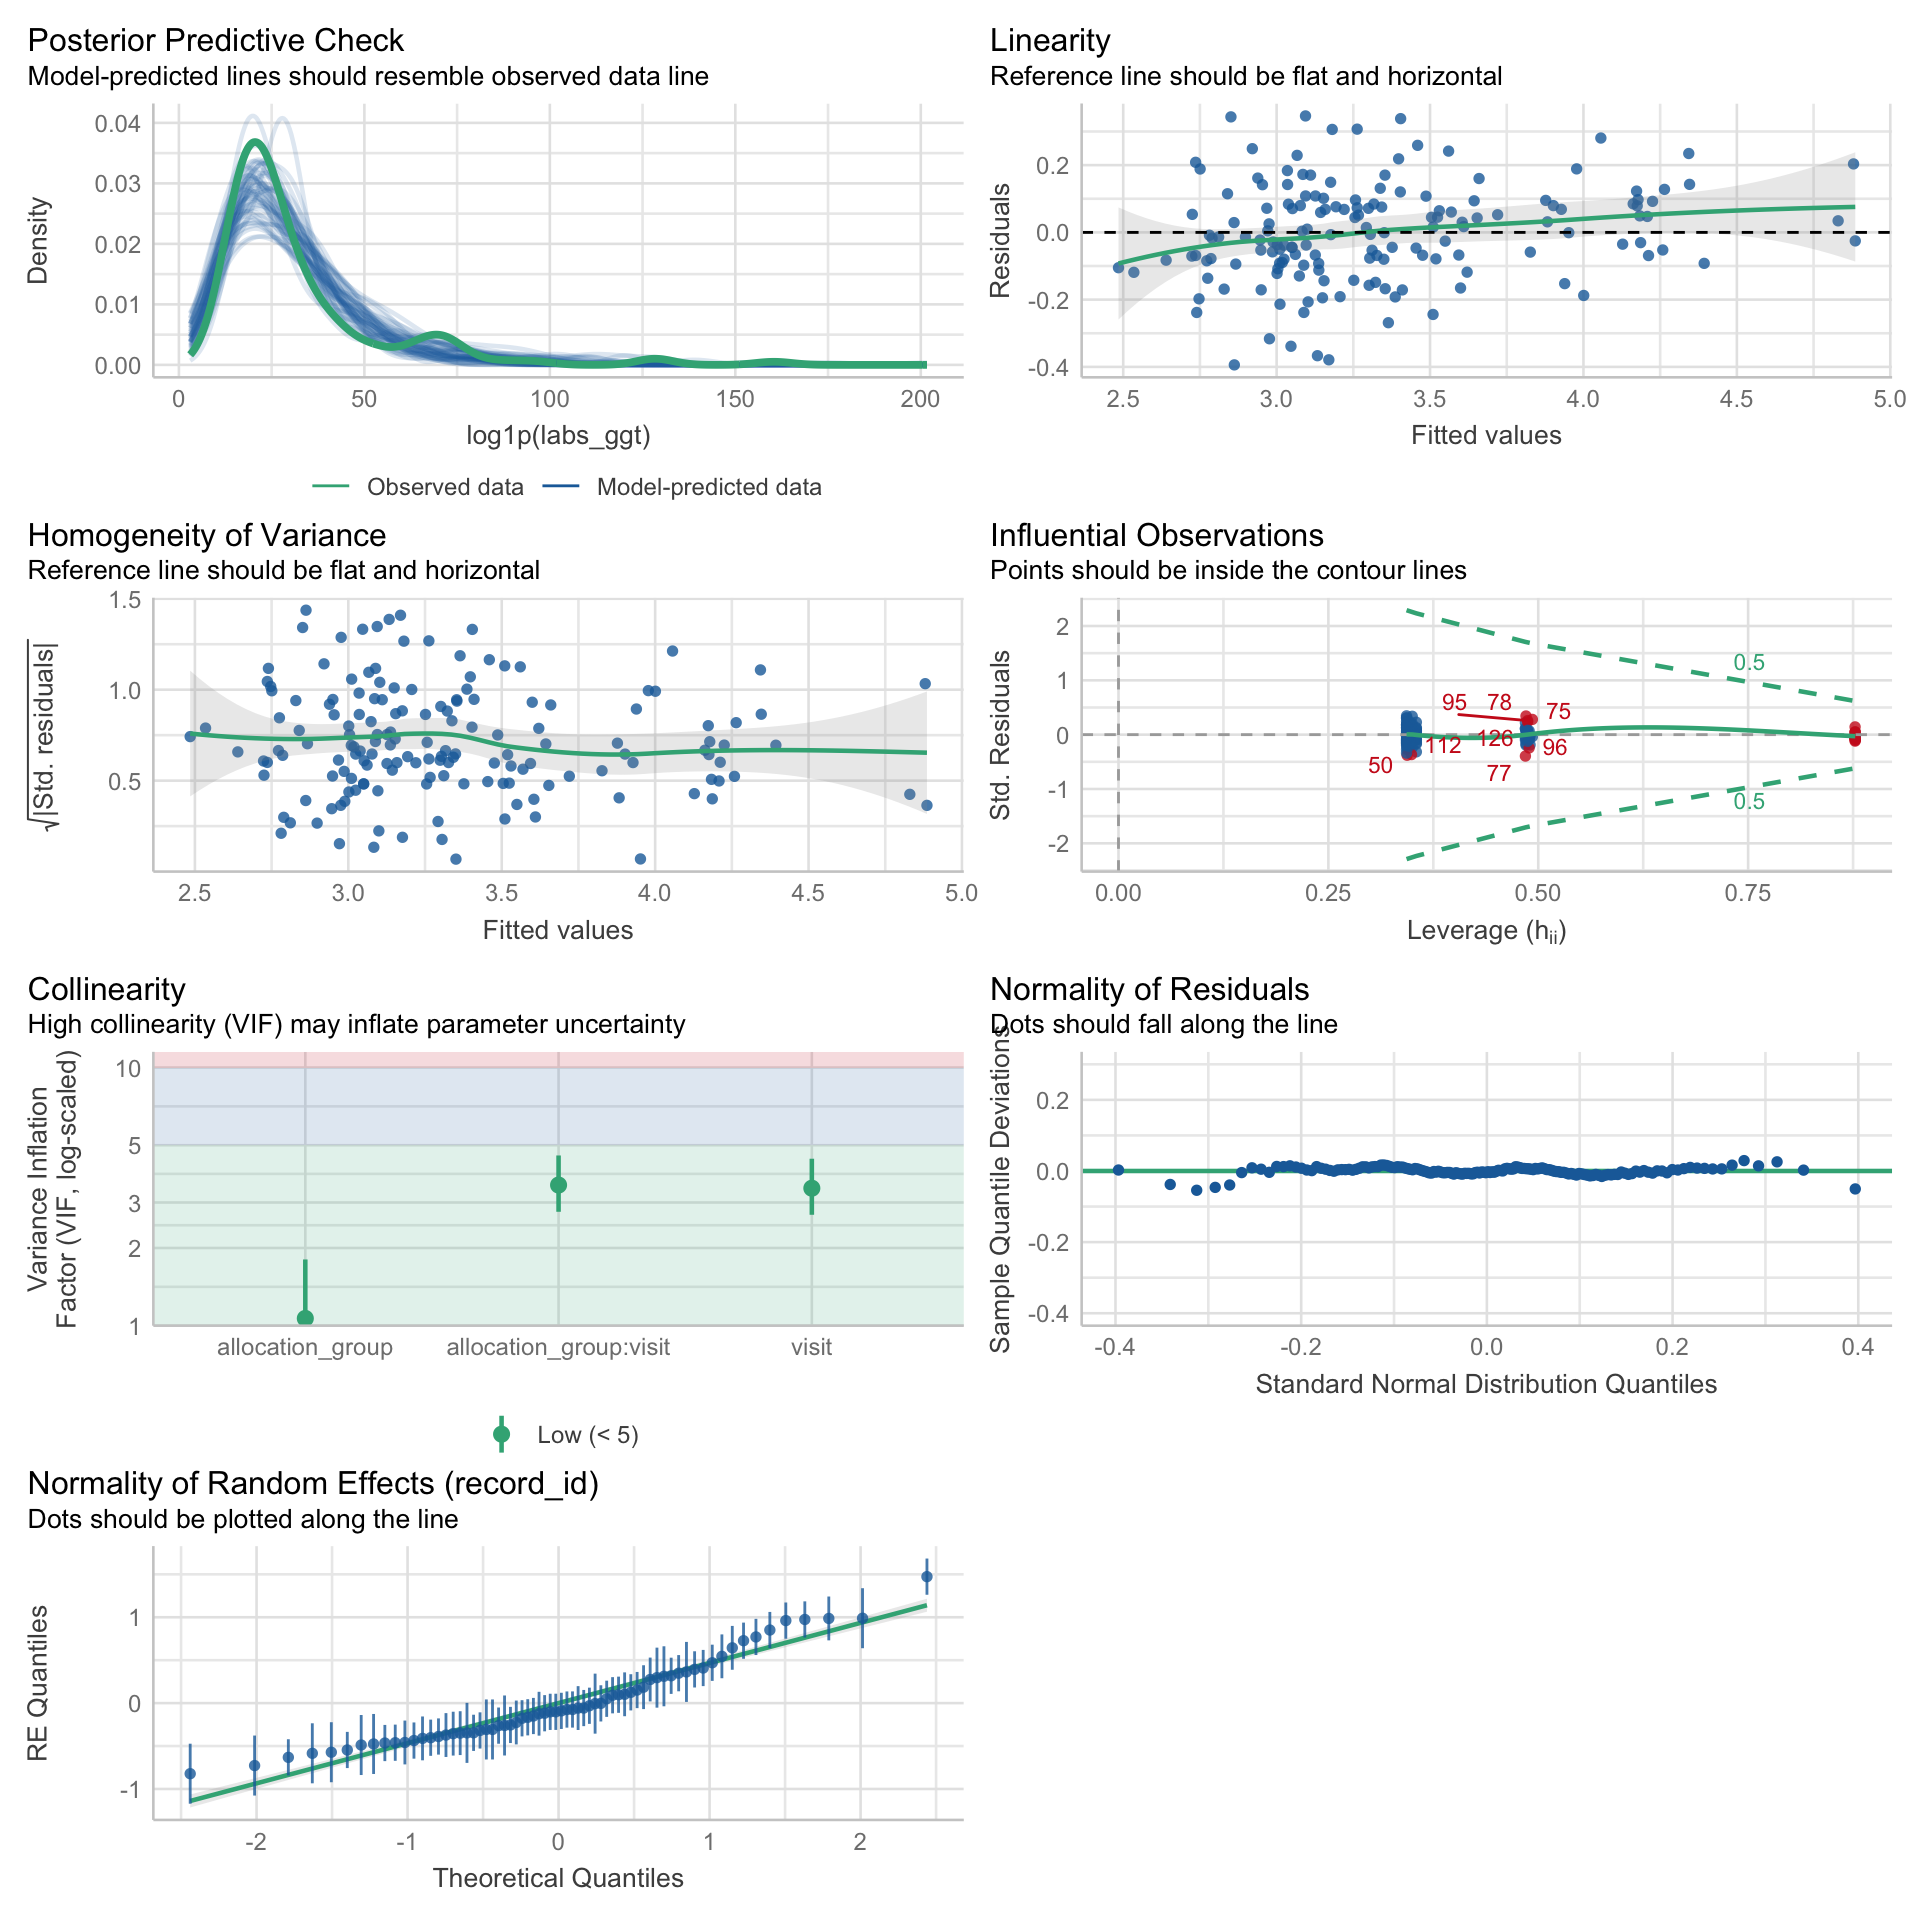 Posterior Predictive Check
Model-predicted lines should resemble observed data line
Density
0.04
0.03
0.02
0.01
0.00
0
50
100
150
200
log1p(labs_ggt)
Observed data
Model-predicted data
Linearity
Reference line should be flat and horizontal
Residuals
0.2
0.0
-0.2
-0.4
2.5
3.0
3.5
4.0
4.5
5.0
Fitted values
Homogeneity of Variance
Reference line should be flat and horizontal
√|Std. residuals|
1.5
1.0
0.5
2.5
3.0
3.5
4.0
4.5
5.0
Fitted values
Influential Observations
Points should be inside the contour lines
Std. Residuals
2
1
0
-1
-2
0.5
95
78
75
112
126
96
50
77
0.5
0.00
0.25
0.50
0.75
Leverage (hii)
Collinearity
High collinearity (VIF) may inflate parameter uncertainty
Variance Inflation
Factor (VIF, log-scaled)
10
5
3
2
1
allocation_group
allocation_group:visit
visit
Low (< 5)
Normality of Residuals
Dots should fall along the line
Sample Quantile Deviations
0.2
0.0
-0.2
-0.4
-0.4
-0.2
0.0
0.2
0.4
Standard Normal Distribution Quantiles
Normality of Random Effects (record_id)
Dots should be plotted along the line
RE Quantiles
1
0
-1
-2
-1
0
1
2
Theoretical Quantiles